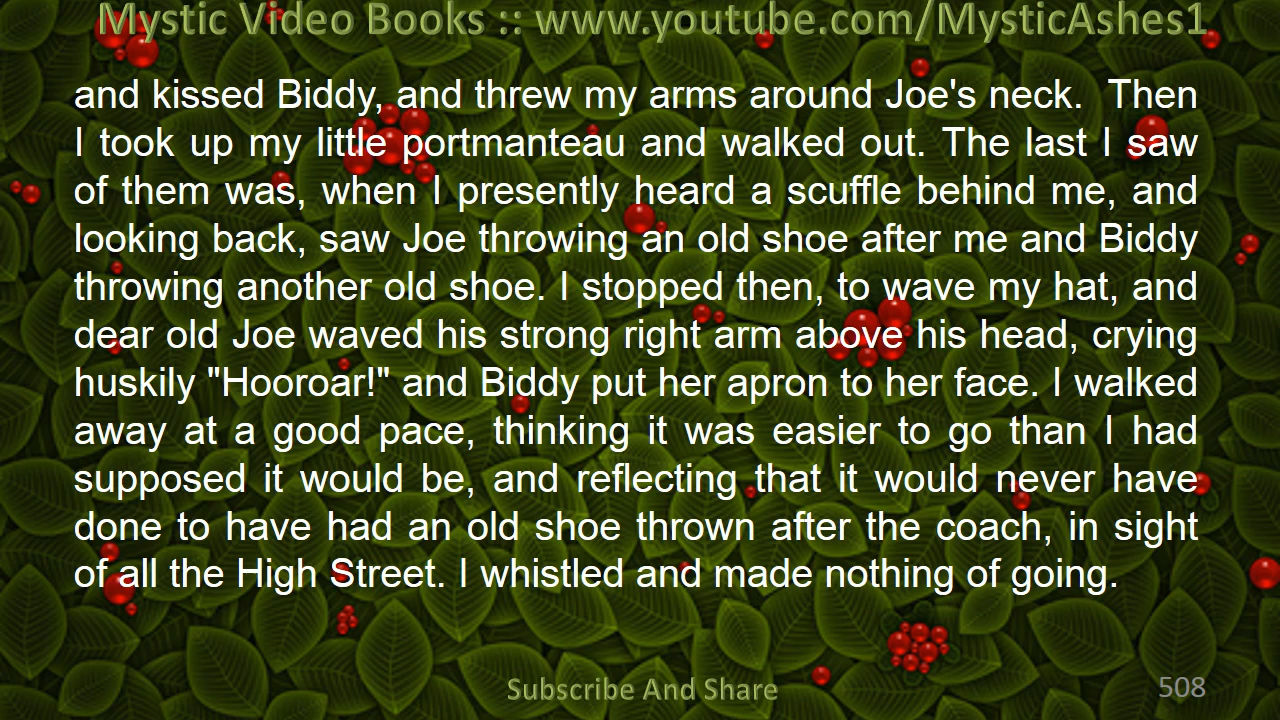 Mystic Video Books :: www.youtube.com/MysticAshes1
and kissed Biddy, and threw my arms around Joe's neck.  Then
I took up my little portmanteau and walked out. The last I saw
of them was, when I presently heard a scuffle behind me, and
looking back, saw Joe throwing an old shoe after me and Biddy
throwing another old shoe. I stopped then, to wave my hat, and
dear old Joe waved his strong right arm above his head, crying
huskily "Hooroar!" and Biddy put her apron to her face. I walked
away at a good pace, thinking it was easier to go than I had
supposed it would be, and reflecting that it would never have
done to have had an old shoe thrown after the coach, in sight
of all the High Street. I whistled and made nothing of going.
Subscribe And Share
508